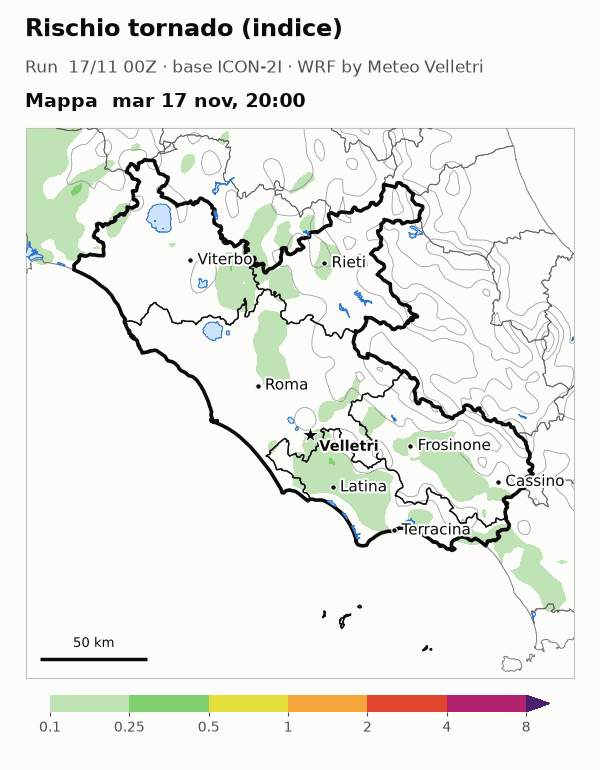 Rischio tornado (indice)
Run 17/11 00Z · base ICON-2I · WRF by Meteo Velletri
Mappa mar 17 nov, 20:00
Viterbo
Rieti
Roma
Velletri
Frosinone
Latina
Cassino
Terracina
50 km
0.1 0.25 0.5 1 2 4 8